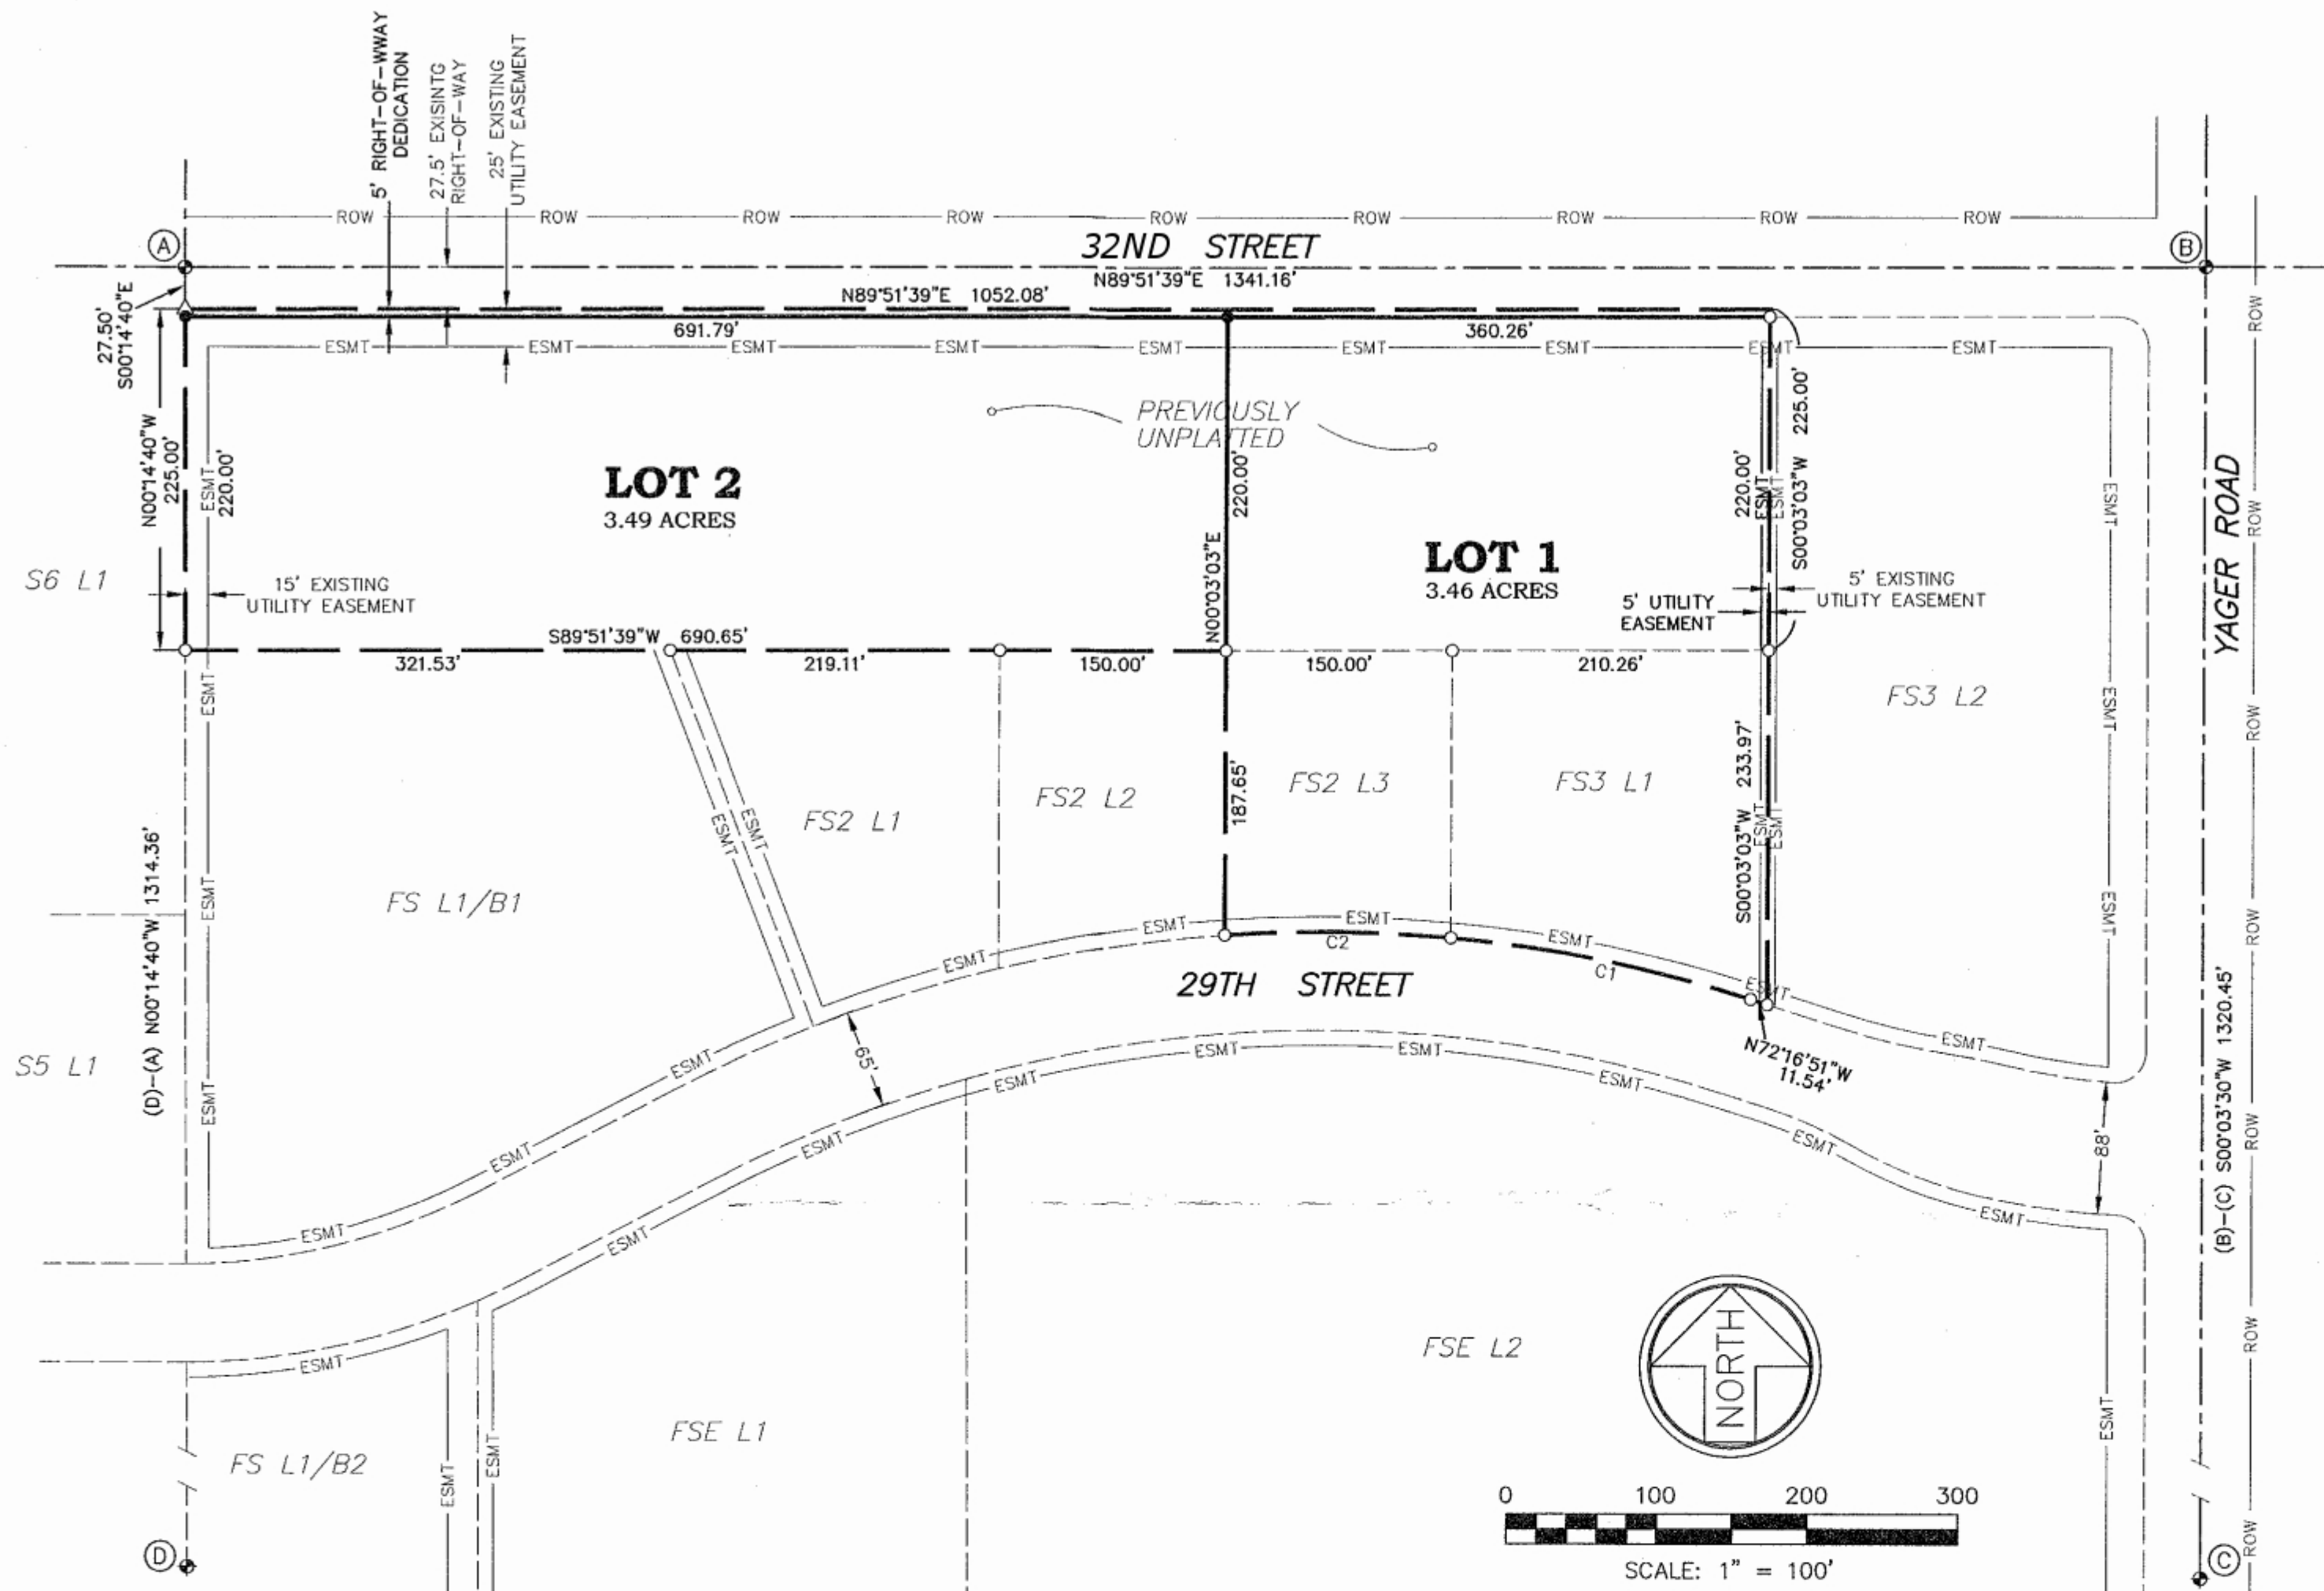 5' RIGHT-OF-WWAY
DEDICATION
27.5' EXISINTG
RIGHT-OF-WAY
25' EXISTING
UTILITY EASEMENT
ROW ROW ROW ROW ROW ROW ROW ROW ROW
A
32ND STREET
B
N89°51'39"E 1341.16'
27.50'
S00°14'40"E
N89°51'39"E 1052.08'
691.79'
360.26'
ESMT ESMT ESMT ESMT ESMT ESMT ESMT ESMT ESMT
ROW
N00°14'40"W
225.00'
ESMT
220.00'
PREVIOUSLY
UNPLATTED
LOT 2
3.49 ACRES
220.00'
N00°03'03"E
LOT 1
3.46 ACRES
220.00'
ESMT
ESMT
S00°03'03"W 225.00'
ESMT
YAGER ROAD
ROW
S6 L1
15' EXISTING
UTILITY EASEMENT
5' UTILITY
EASEMENT
5' EXISTING
UTILITY EASEMENT
S89°51'39"W 690.65'
321.53'
219.11'
150.00'
150.00'
210.26'
ESMT
FS3 L2
ESMT
ROW
187.65'
S00°03'03"W 233.97'
ESMT
ESMT
FS2 L1
FS2 L2
FS2 L3
FS3 L1
ESMT
ESMT
(D)-(A) N00°14'40"W 1314.36'
FS L1/B1
ESMT
ESMT
ROW
ESMT ESMT ESMT ESMT ESMT
C2
C1
29TH STREET
65'
N72°16'51"W
11.54'
ESMT
ESMT
ESMT
ESMT
ESMT
ESMT
ESMT
ESMT
ESMT
ESMT
ESMT
ESMT
88'
(B)-(C) S00°03'30"W 1320.45'
ROW
S5 L1
ESMT
ESMT
ESMT
FSE L2
NORTH
ROW
FSE L1
FS L1/B2
ESMT
ESMT
ESMT
0 100 200 300
SCALE: 1" = 100'
D
C
ROW